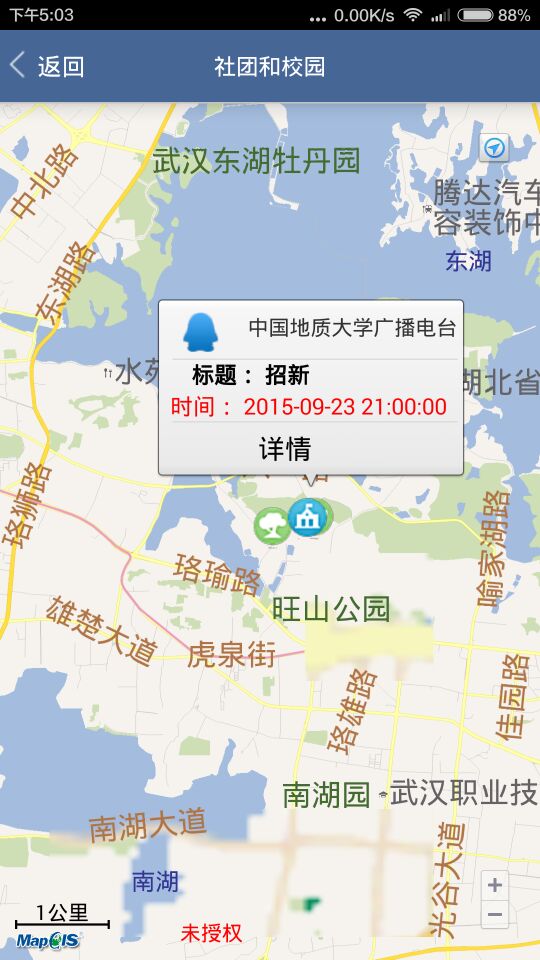 下午5:03 ... 0.00K/s 88%
返回 社团和校园
中北路
武汉东湖牡丹园
腾达汽车
容装饰中
东湖
东湖路
中国地质大学广播电台
标题：招新
时间：2015-09-23 21:00:00
详情
水苑
湖北省
珞狮路
喻家湖路
珞瑜路
旺山公园
雄楚大道
虎泉街
佳园路
珞雄路
南湖园
武汉职业技
南湖大道
光谷大道
南湖
+
−
1公里
MapGIS
未授权